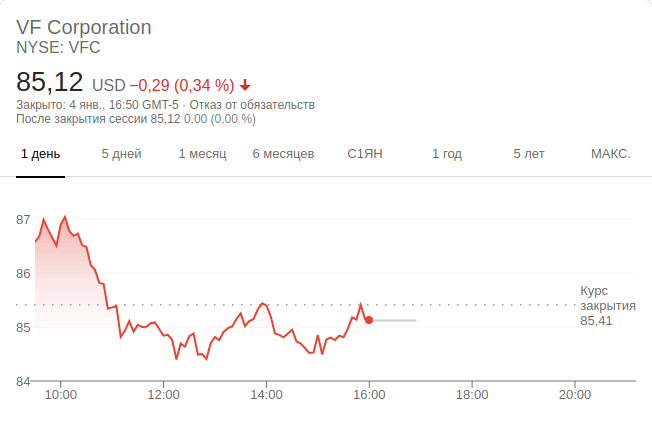 VF Corporation
NYSE: VFC
85,12 USD −0,29 (0,34 %)
Закрыто: 4 янв., 16:50 GMT-5 · Отказ от обязательств
После закрытия сессии 85,12 0,00 (0,00 %)
1 день 5 дней 1 месяц 6 месяцев С1ЯН 1 год 5 лет МАКС.
87
86
Курс
закрытия
85,41
85
84
10:00 12:00 14:00 16:00 18:00 20:00